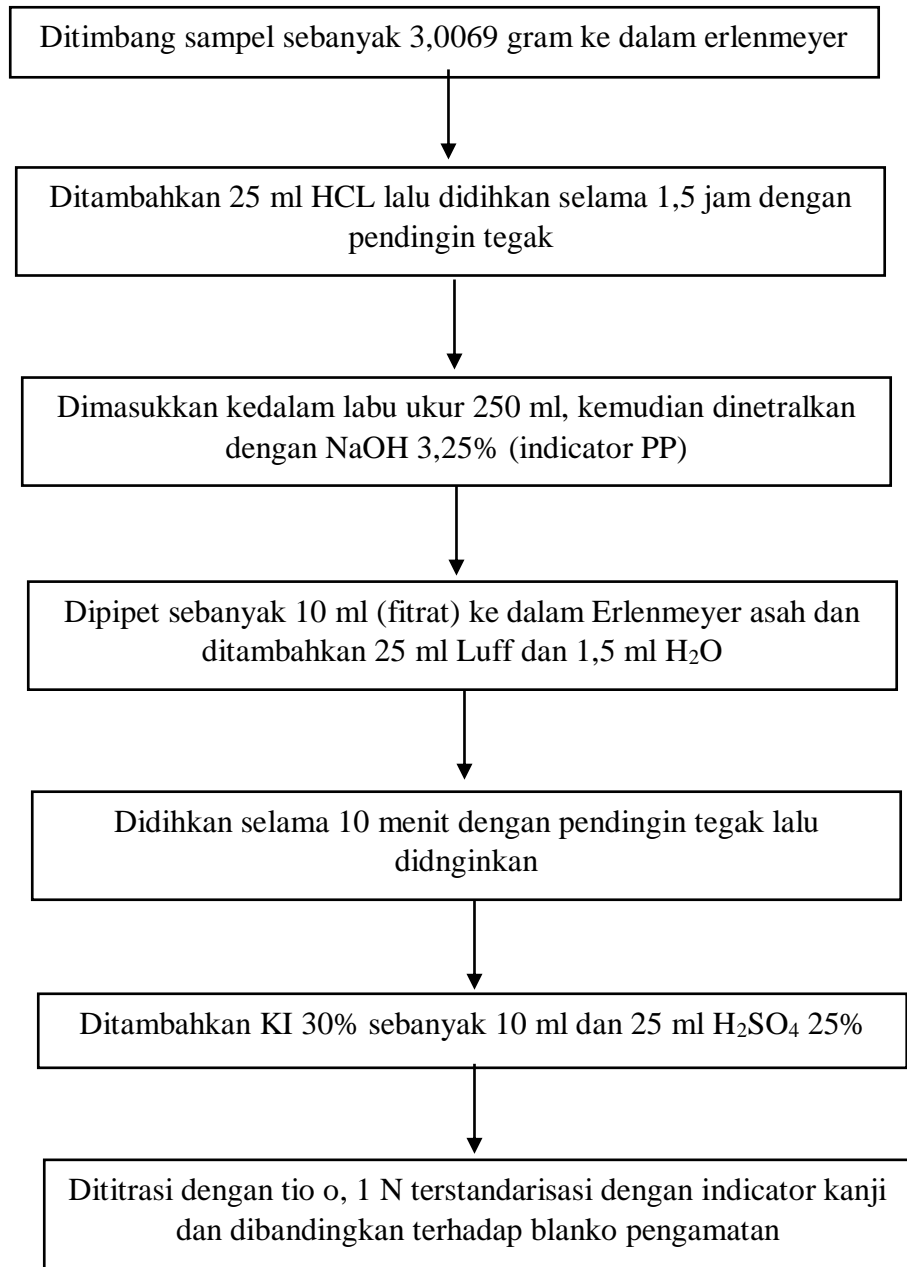 Ditimbang sampel sebanyak 3,0069 gram ke dalam erlenmeyer
Ditambahkan 25 ml HCL lalu didihkan selama 1,5 jam dengan
pendingin tegak
Dimasukkan kedalam labu ukur 250 ml, kemudian dinetralkan
dengan NaOH 3,25% (indicator PP)
Dipipet sebanyak 10 ml (fitrat) ke dalam Erlenmeyer asah dan
ditambahkan 25 ml Luff dan 1,5 ml H₂O
Didihkan selama 10 menit dengan pendingin tegak lalu
didnginkan
Ditambahkan KI 30% sebanyak 10 ml dan 25 ml H₂SO₄ 25%
Dititrasi dengan tio o, 1 N terstandarisasi dengan indicator kanji
dan dibandingkan terhadap blanko pengamatan